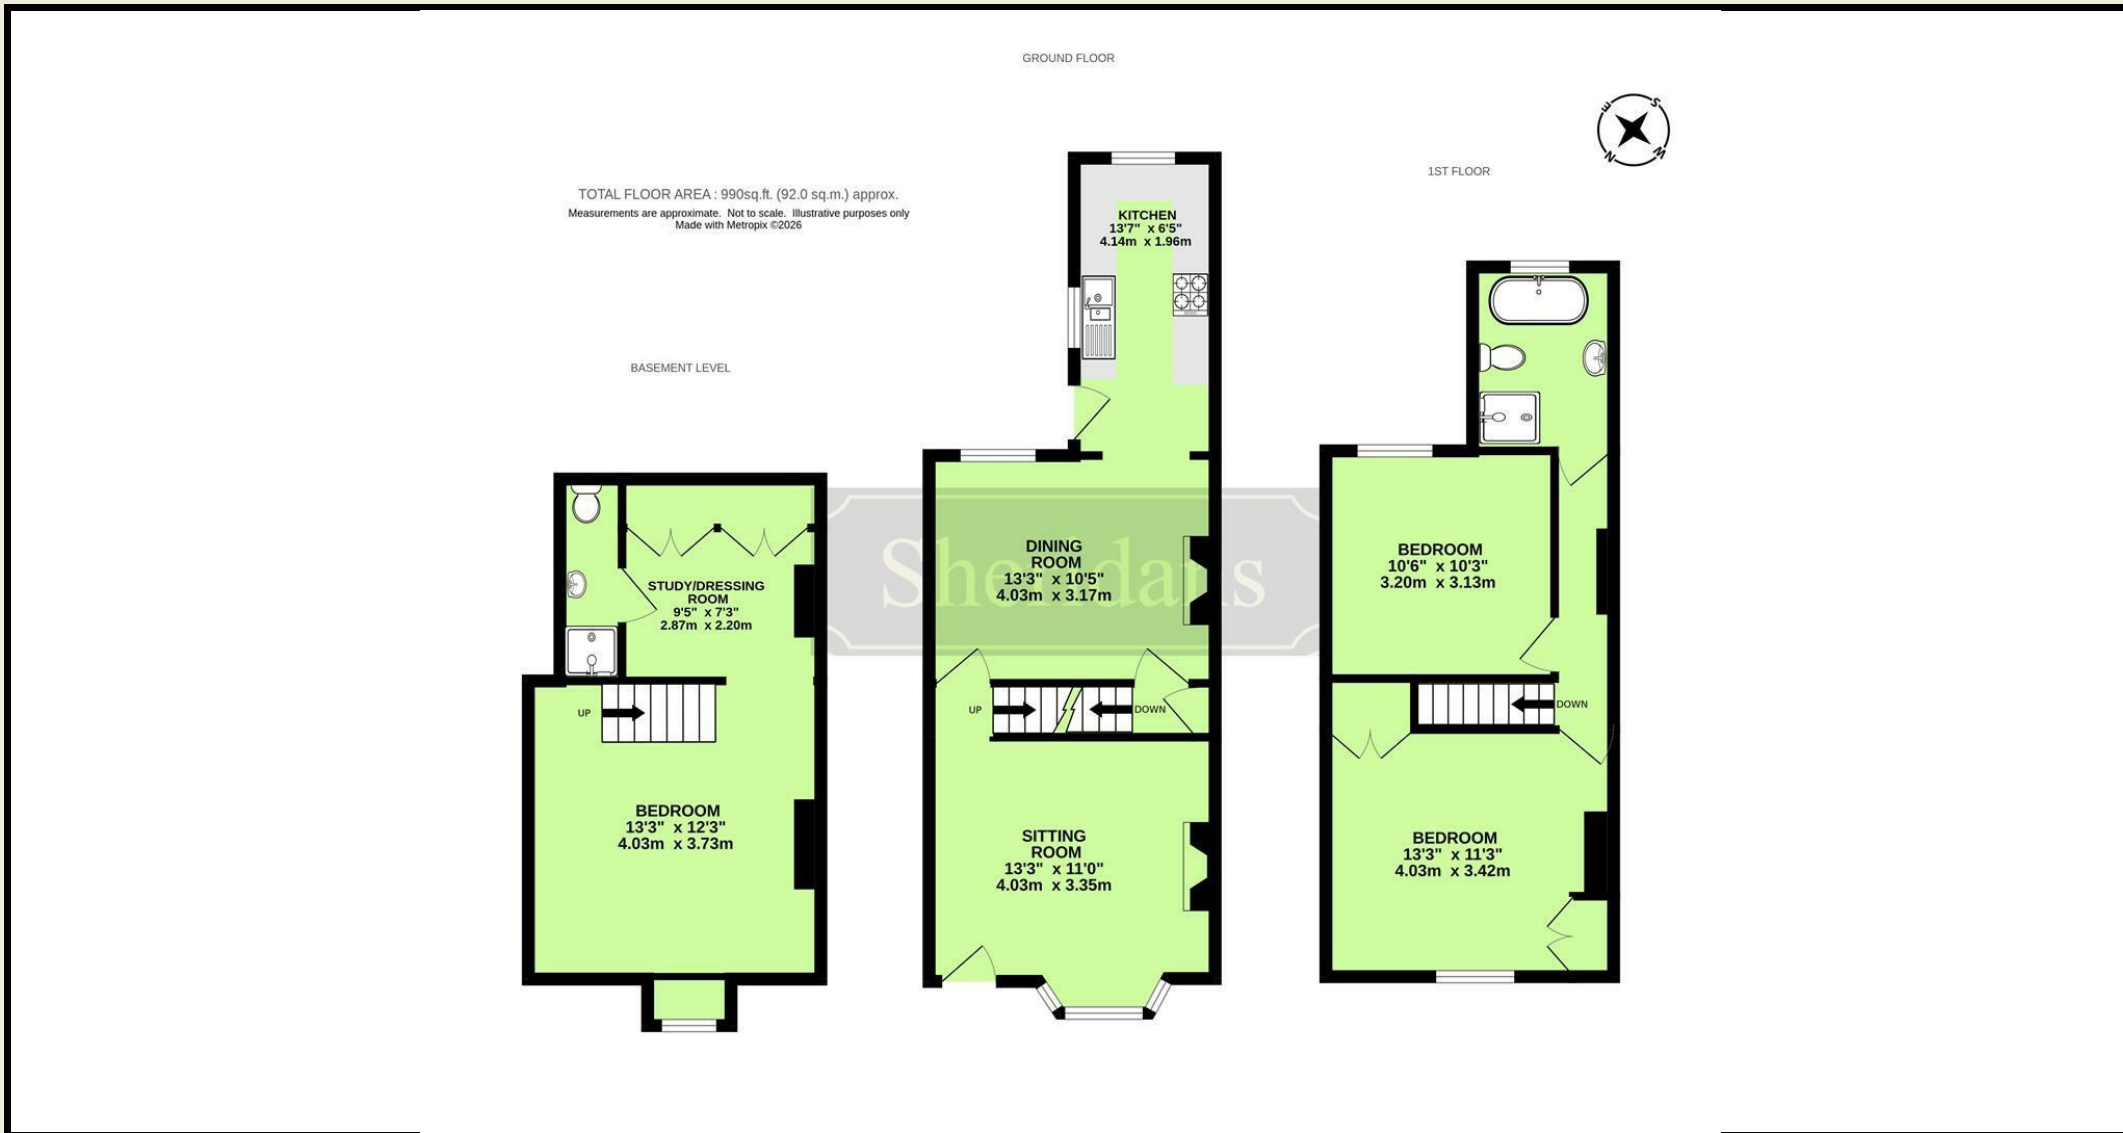 GROUND FLOOR
E
S
N
W
1ST FLOOR
TOTAL FLOOR AREA : 990sq.ft. (92.0 sq.m.) approx.
Measurements are approximate. Not to scale. Illustrative purposes only
Made with Metropix ©2026
KITCHEN
13'7" x 6'5"
4.14m x 1.96m
BASEMENT LEVEL
Sheridans
STUDY/DRESSING
ROOM
9'5" x 7'3"
2.87m x 2.20m
UP
BEDROOM
13'3" x 12'3"
4.03m x 3.73m
DINING
ROOM
13'3" x 10'5"
4.03m x 3.17m
UP
DOWN
SITTING
ROOM
13'3" x 11'0"
4.03m x 3.35m
BEDROOM
10'6" x 10'3"
3.20m x 3.13m
DOWN
BEDROOM
13'3" x 11'3"
4.03m x 3.42m